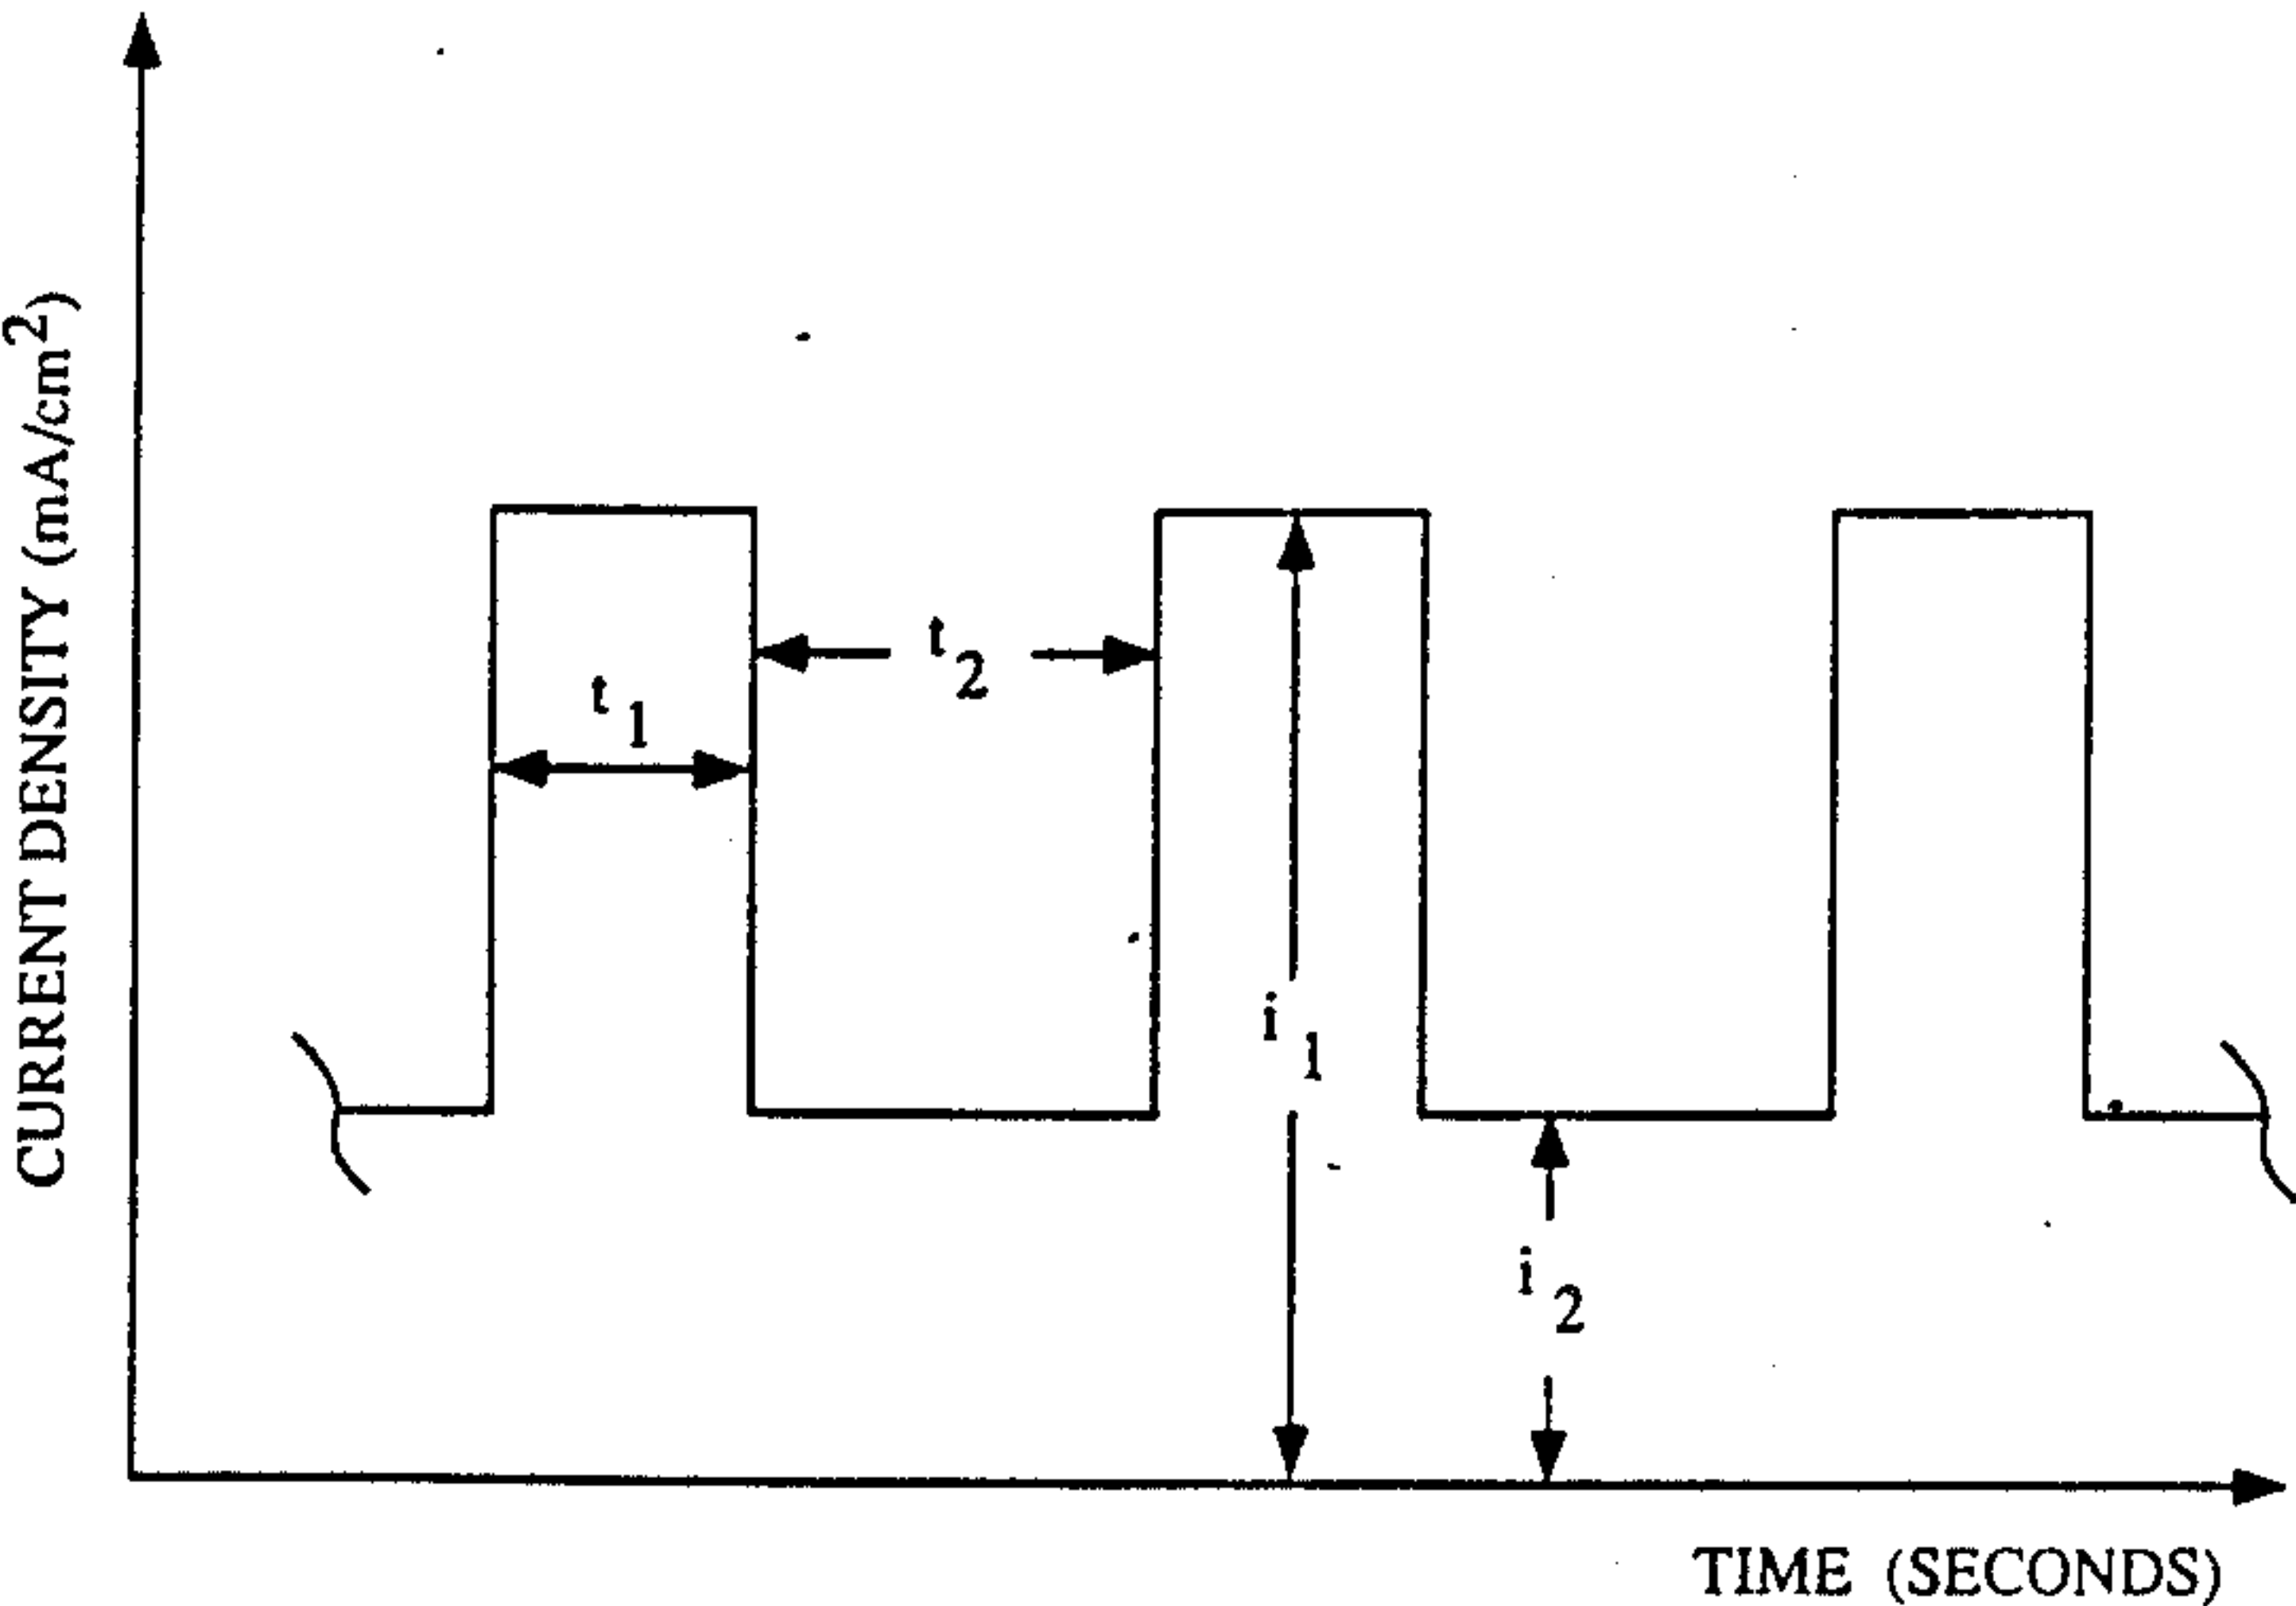 CURRENT DENSITY (mA/cm²)
t₁
t₂
i₁
i₂
TIME (SECONDS)